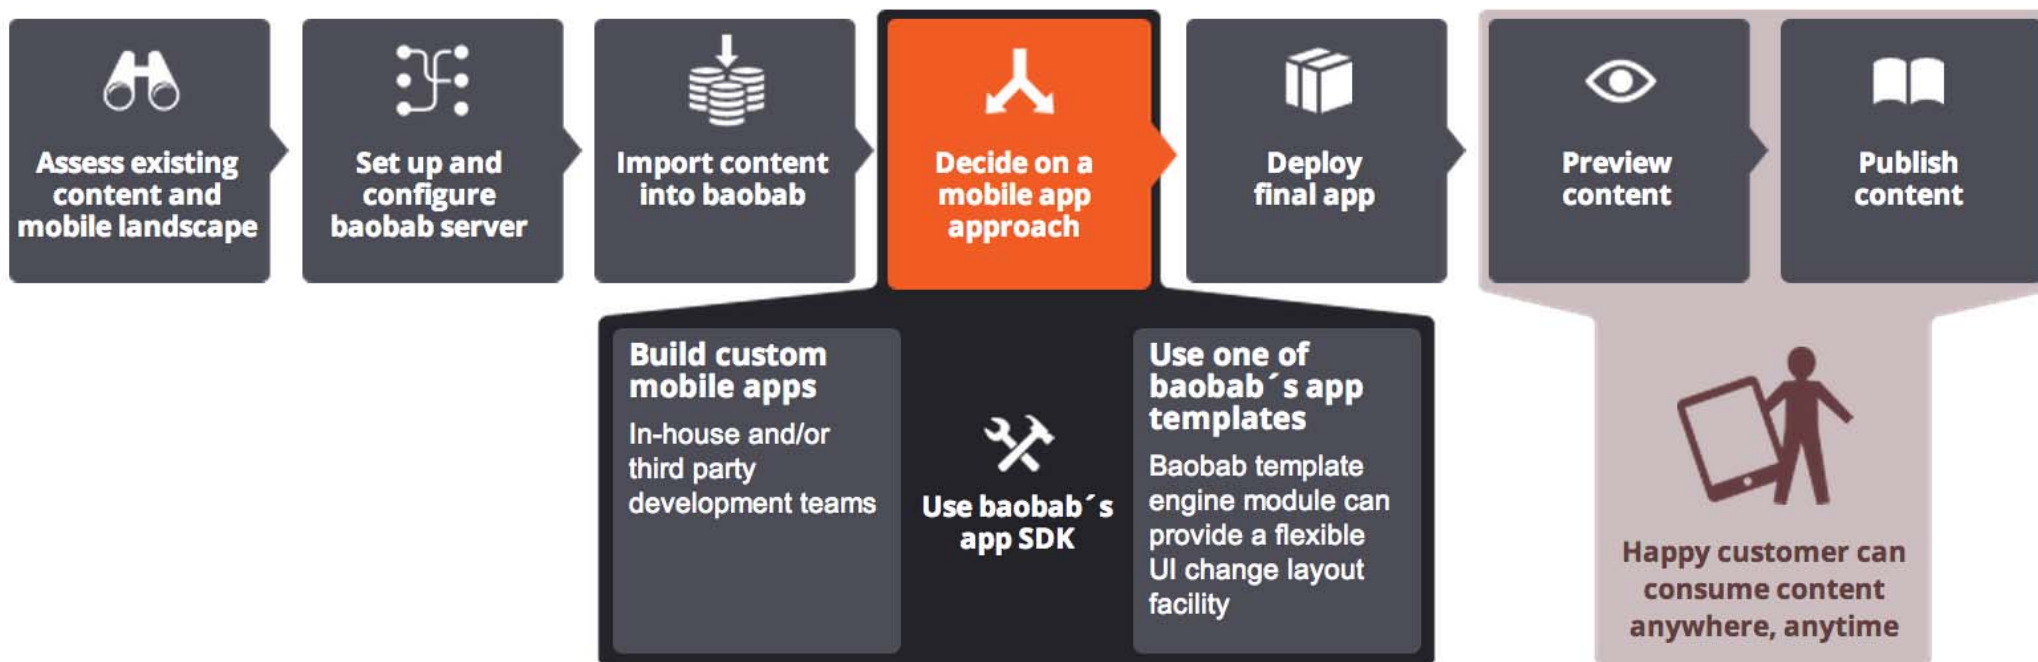 Assess existing
content and
mobile landscape
Set up and
configure
baobab server
Import content
into baobab
Decide on a
mobile app
approach
Deploy
final app
Preview
content
Publish
content
Build custom
mobile apps
In-house and/or
third party
development teams
Use baobab´s
app SDK
Use one of
baobab´s app
templates
Baobab template
engine module can
provide a flexible
UI change layout
facility
Happy customer can
consume content
anywhere, anytime